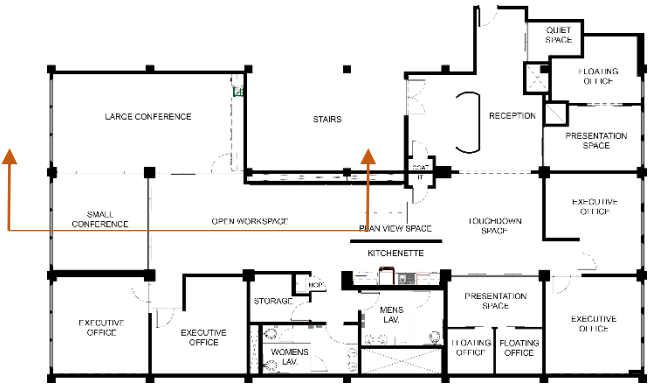 QUIET
SPACE
FLOATING
OFFICE
LARGE CONFERENCE
STAIRS
RECEPTION
PRESENTATION
SPACE
COAT
SMALL
CONFERENCE
OPEN WORKSPACE
PLAN VIEW SPACE
TOUCHDOWN
SPACE
EXECUTIVE
OFFICE
KITCHENETTE
STORAGE
MOP
MENS
LAV.
PRESENTATION
SPACE
EXECUTIVE
OFFICE
EXECUTIVE
OFFICE
EXECUTIVE
OFFICE
WOMENS
LAV.
FLOATING
OFFICE
FLOATING
OFFICE